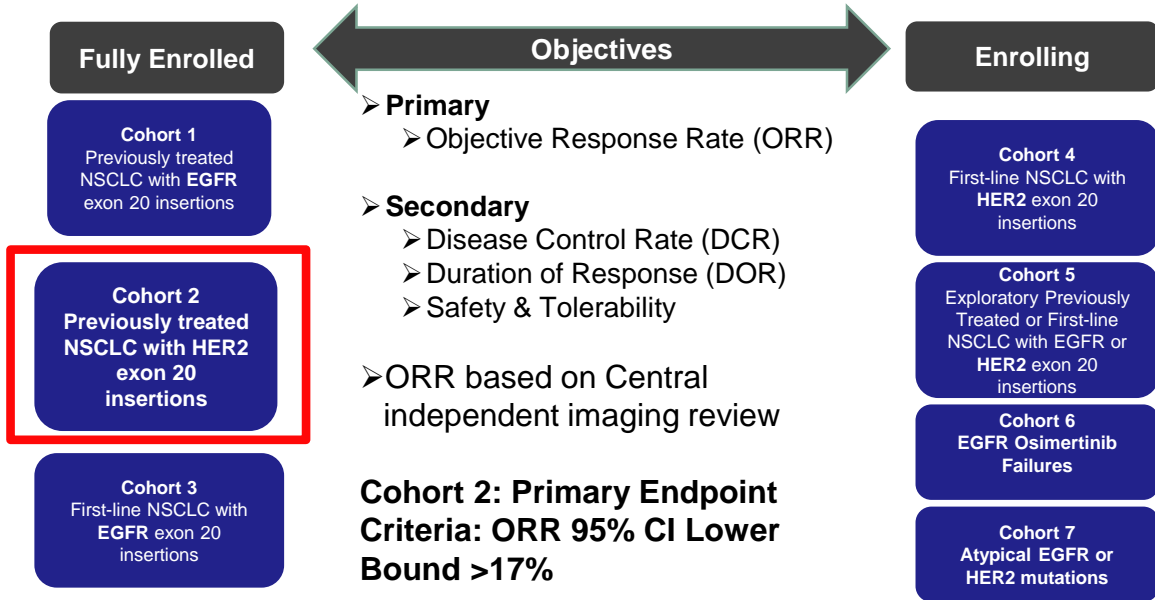 Fully Enrolled
Cohort 1
Previously treated
NSCLC with EGFR
exon 20 insertions
Cohort 2
Previously treated
NSCLC with HER2
exon 20
insertions
Cohort 3
First-line NSCLC with
EGFR exon 20
insertions
Objectives
➢ Primary
➢ Objective Response Rate (ORR)
➢ Secondary
➢ Disease Control Rate (DCR)
➢ Duration of Response (DOR)
➢ Safety & Tolerability
➢ ORR based on Central
independent imaging review
Cohort 2: Primary Endpoint
Criteria: ORR 95% CI Lower
Bound >17%
Enrolling
Cohort 4
First-line NSCLC with
HER2 exon 20
insertions
Cohort 5
Exploratory Previously
Treated or First-line
NSCLC with EGFR or
HER2 exon 20
insertions
Cohort 6
EGFR Osimertinib
Failures
Cohort 7
Atypical EGFR or
HER2 mutations